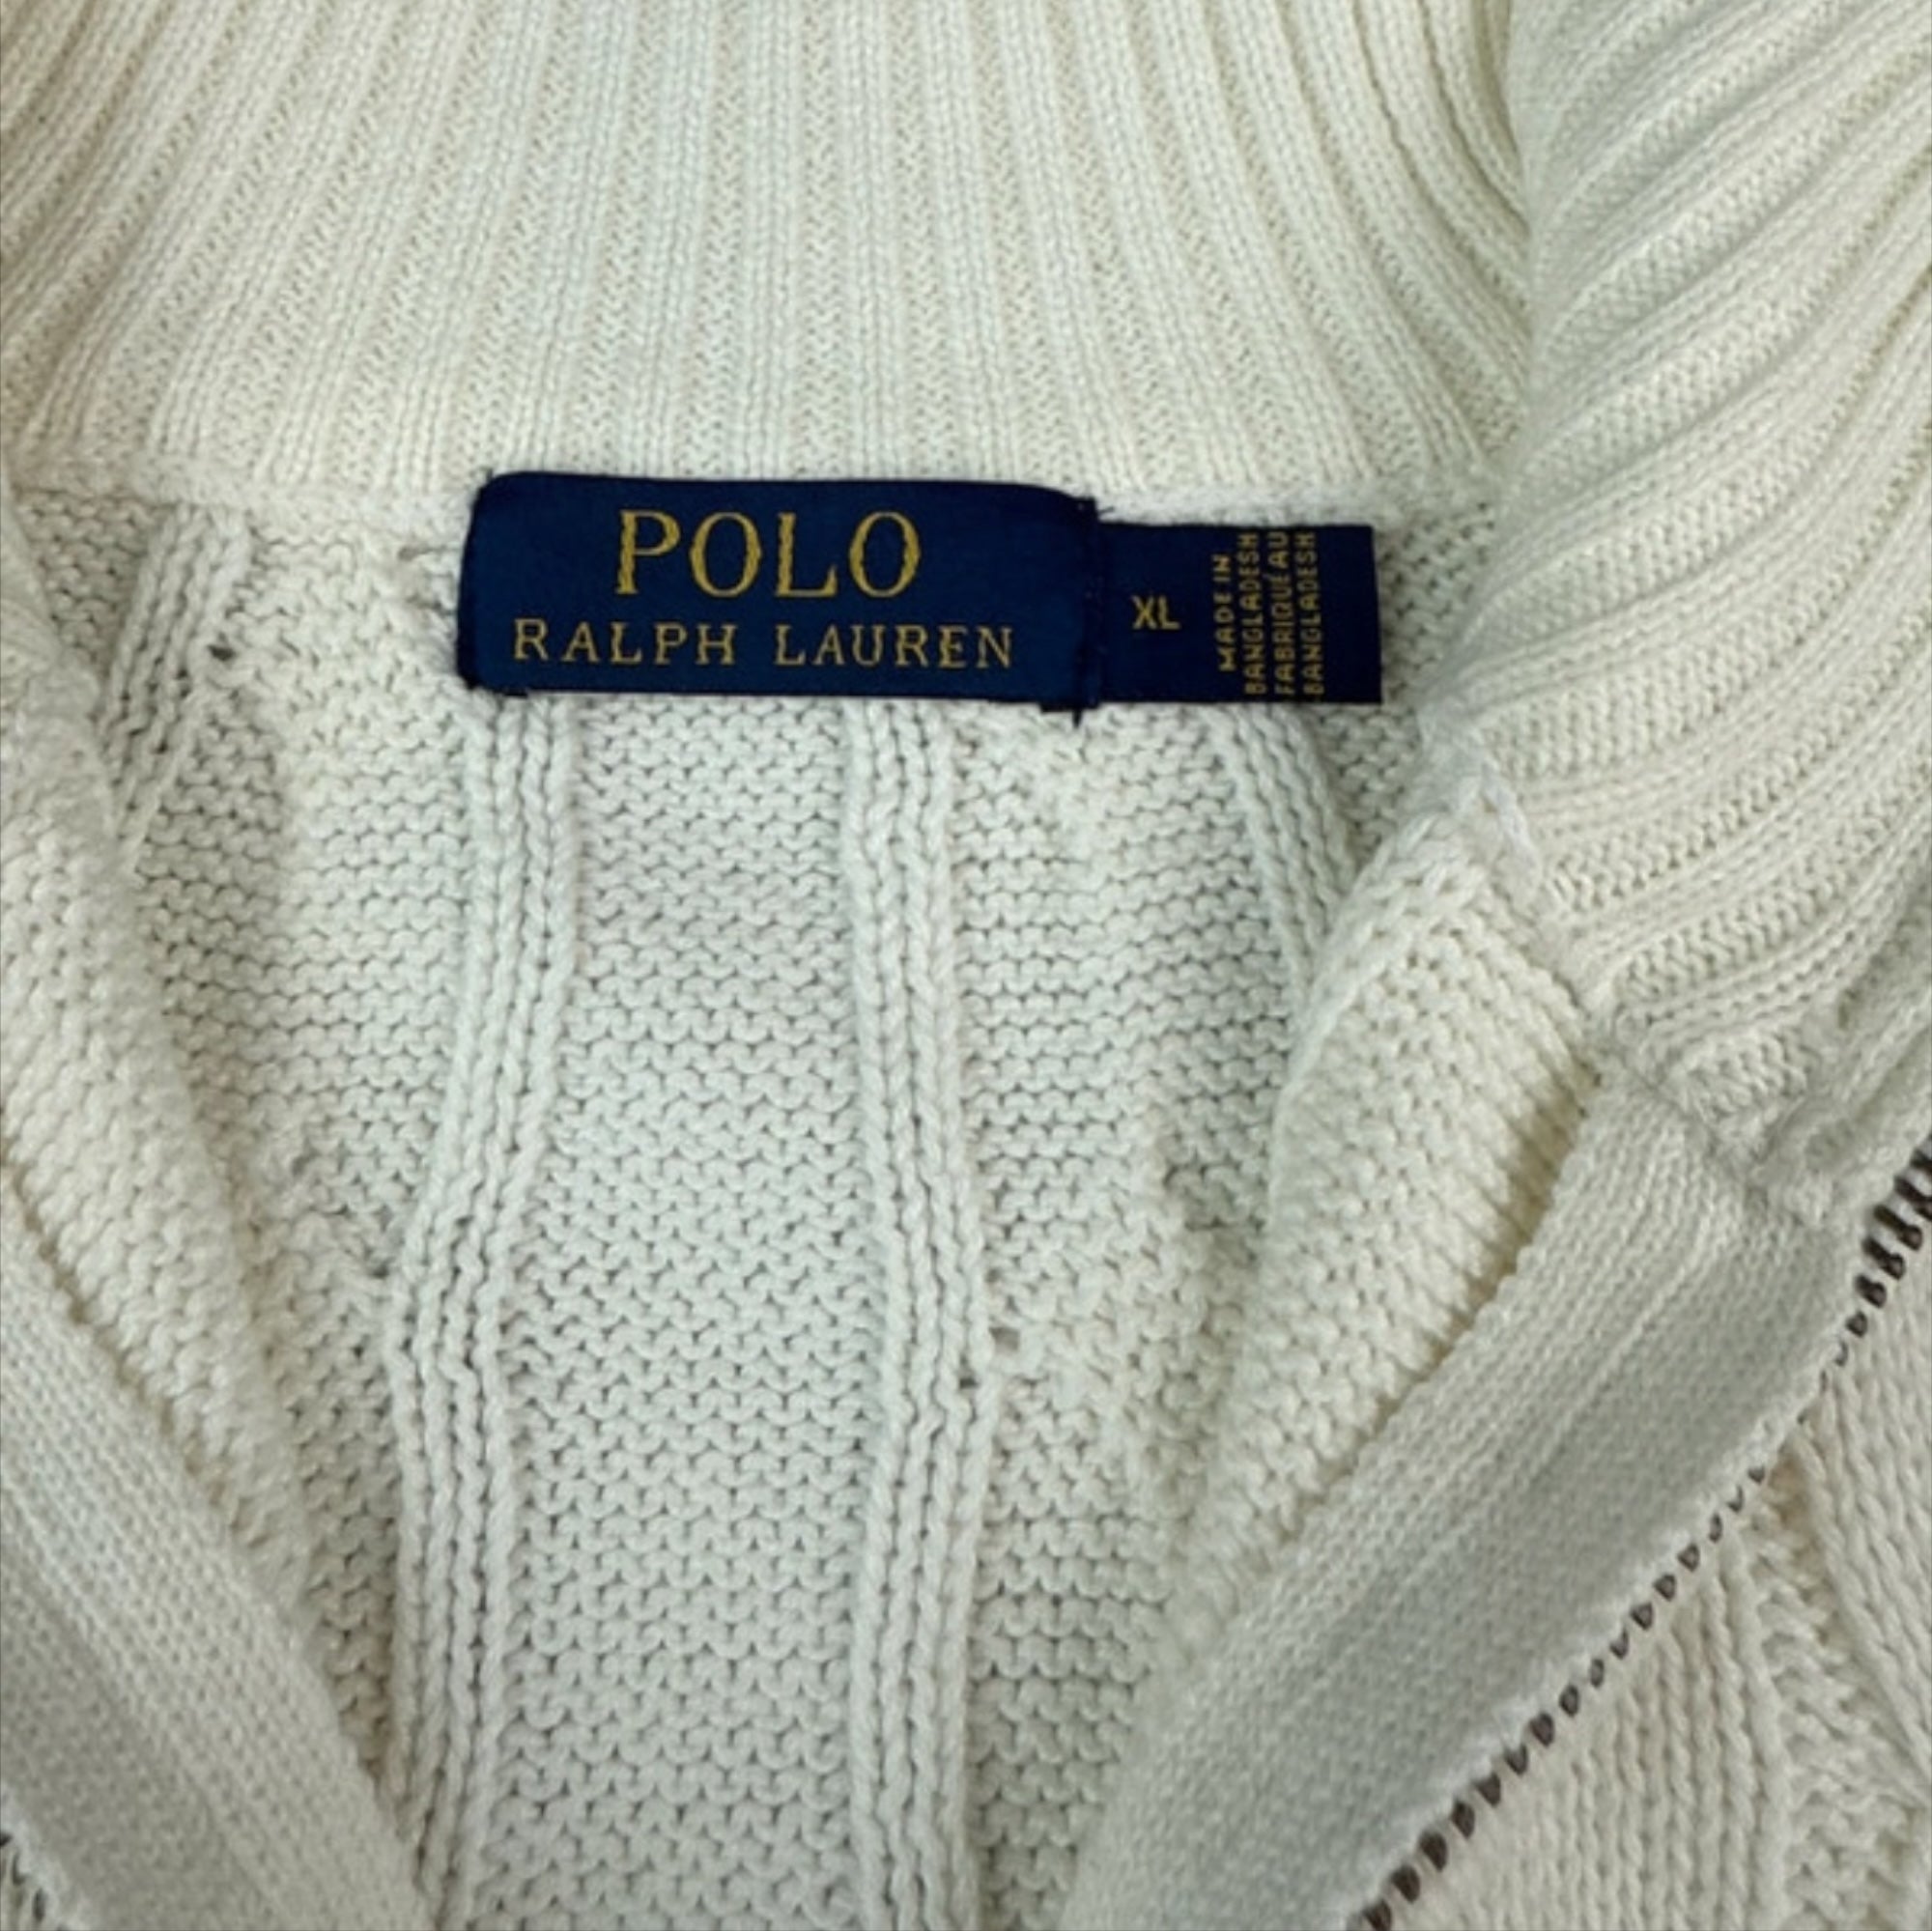 POLO
RALPH LAUREN
XL
MADE IN
BANGLADESH
FABRIQUÉ AU
BANGLADESH